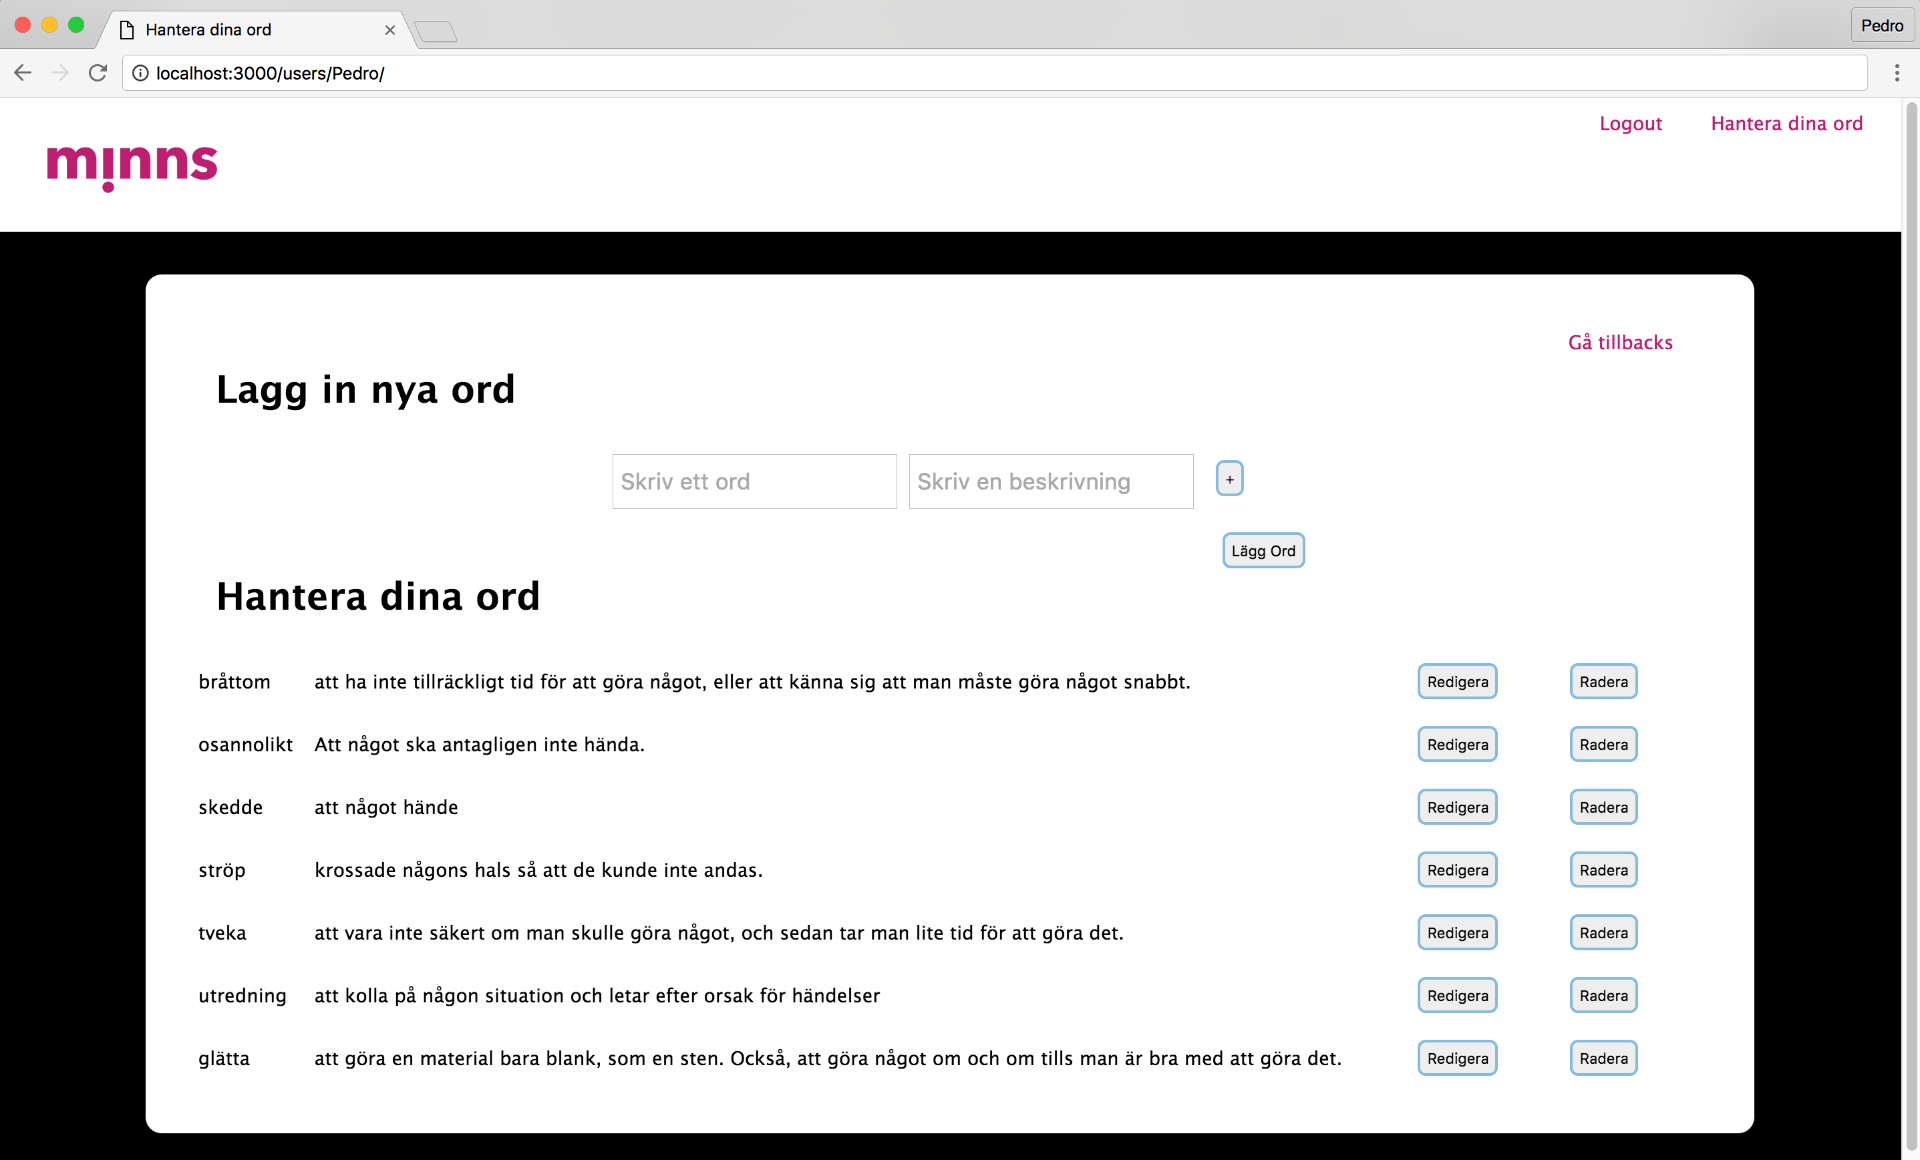 Hantera dina ord
Pedro
localhost:3000/users/Pedro/
Logout Hantera dina ord
minns
Gå tillbacks
Lagg in nya ord
Skriv ett ord Skriv en beskrivning +
Lägg Ord
Hantera dina ord
bråttom att ha inte tillräckligt tid för att göra något, eller att känna sig att man måste göra något snabbt. Redigera Radera
osannolikt Att något ska antagligen inte hända. Redigera Radera
skedde att något hände Redigera Radera
ströp krossade någons hals så att de kunde inte andas. Redigera Radera
tveka att vara inte säkert om man skulle göra något, och sedan tar man lite tid för att göra det. Redigera Radera
utredning att kolla på någon situation och letar efter orsak för händelser Redigera Radera
glätta att göra en material bara blank, som en sten. Också, att göra något om och om tills man är bra med att göra det. Redigera Radera